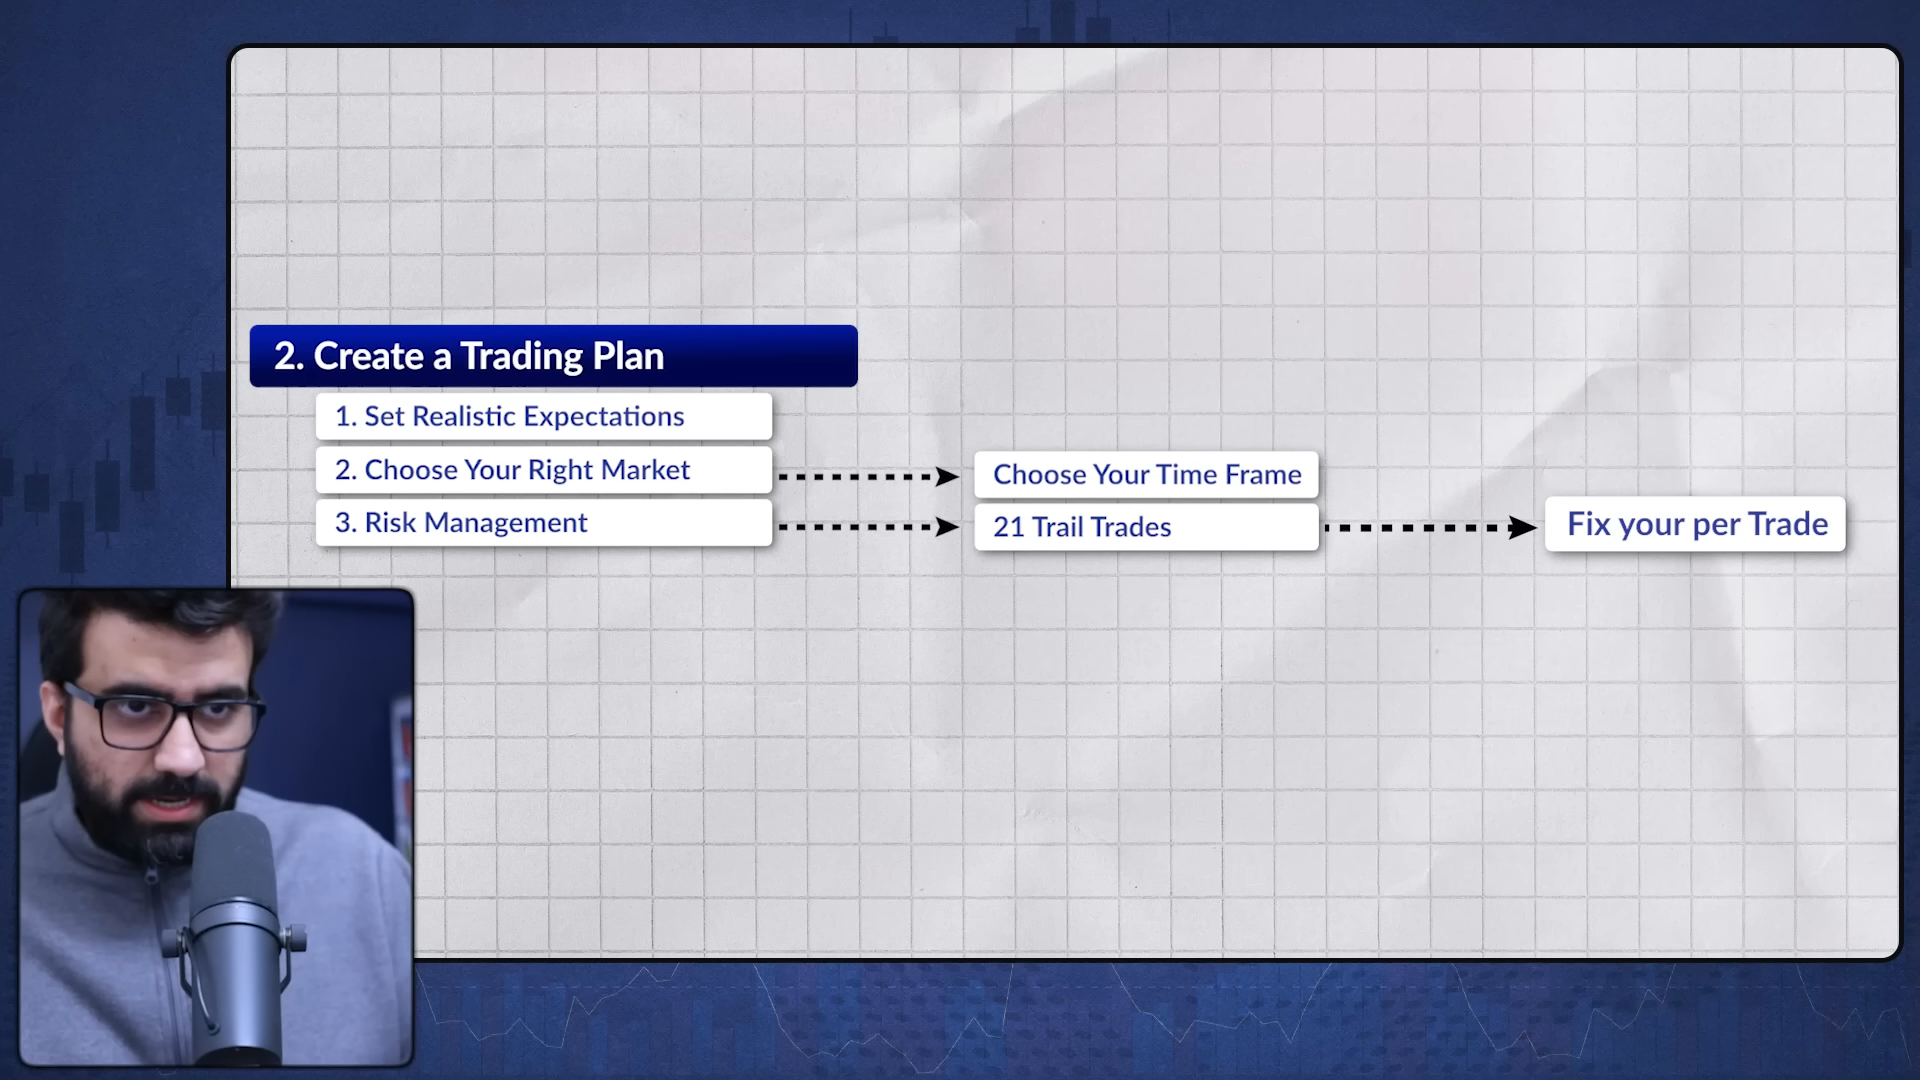 2. Create a Trading Plan
1. Set Realistic Expectations
2. Choose Your Right Market
Choose Your Time Frame
3. Risk Management
21 Trail Trades
Fix your per Trade